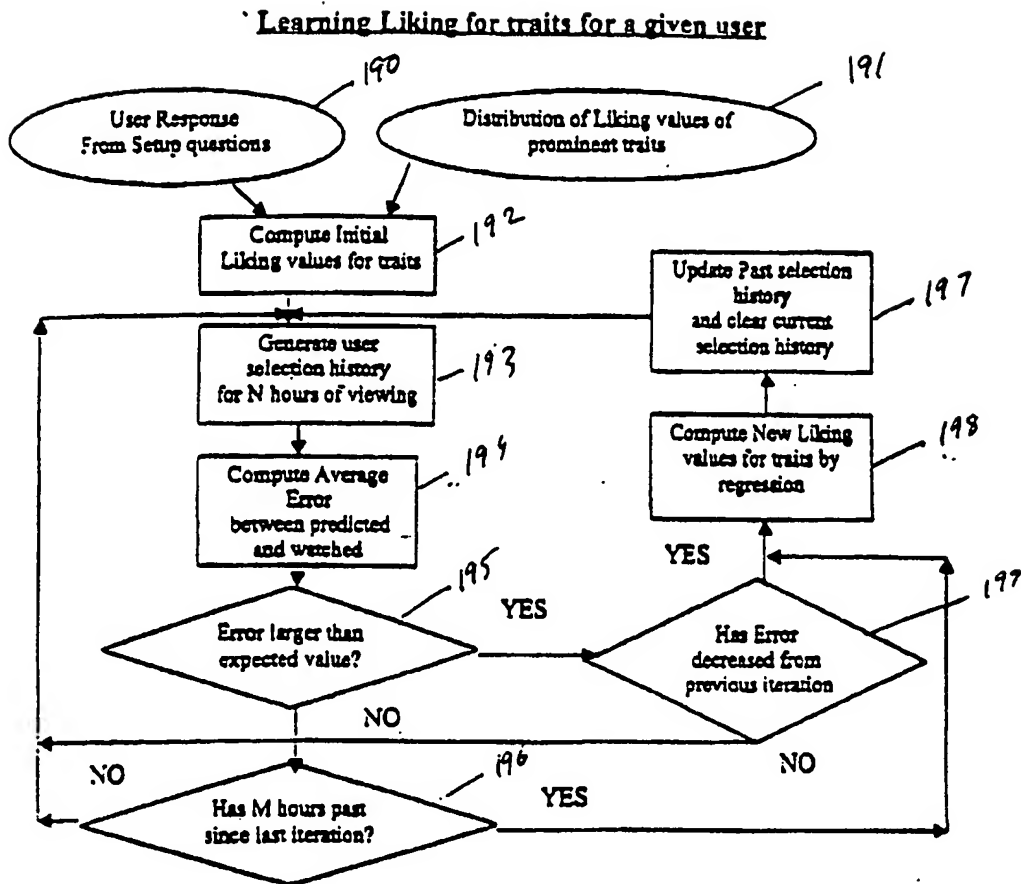 Learning Liking for traits for a given user
190
191
User Response
From Setup questions
Distribution of Liking values of
prominent traits
192
Compute Initial
Liking values for traits
Update Past selection
history
and clear current
selection history
197
Generate user
selection history
for N hours of viewing
193
Compute New Liking
values for traits by
regression
198
Compute Average
Error
between predicted
and watched
194
YES
195
197
Error larger than
expected value?
YES
Has Error
decreased from
previous iteration
NO
NO
NO
196
YES
Has M hours past
since last iteration?